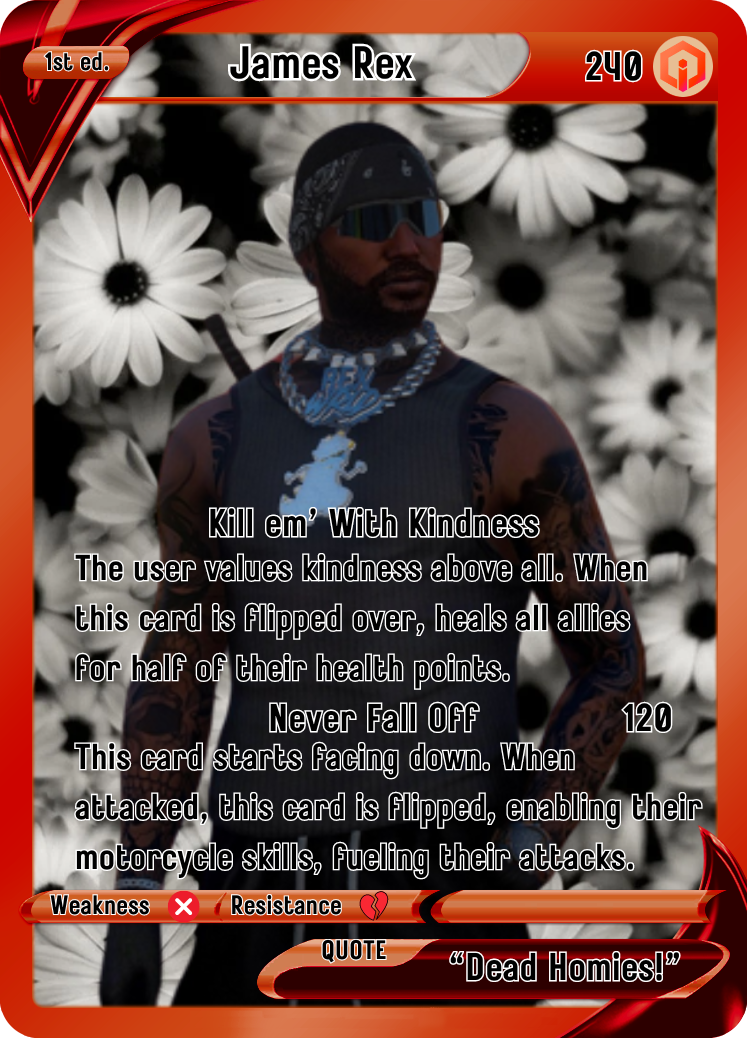 1st ed.
James Rex
240
REX
WRLD
Kill em' With Kindness
The user values kindness above all. When
this card is flipped over, heals all allies
for half of their health points.
Never Fall Off 120
This card starts facing down. When
attacked, this card is flipped, enabling their
motorcycle skills, fueling their attacks.
Weakness Resistance
QUOTE
“Dead Homies!”